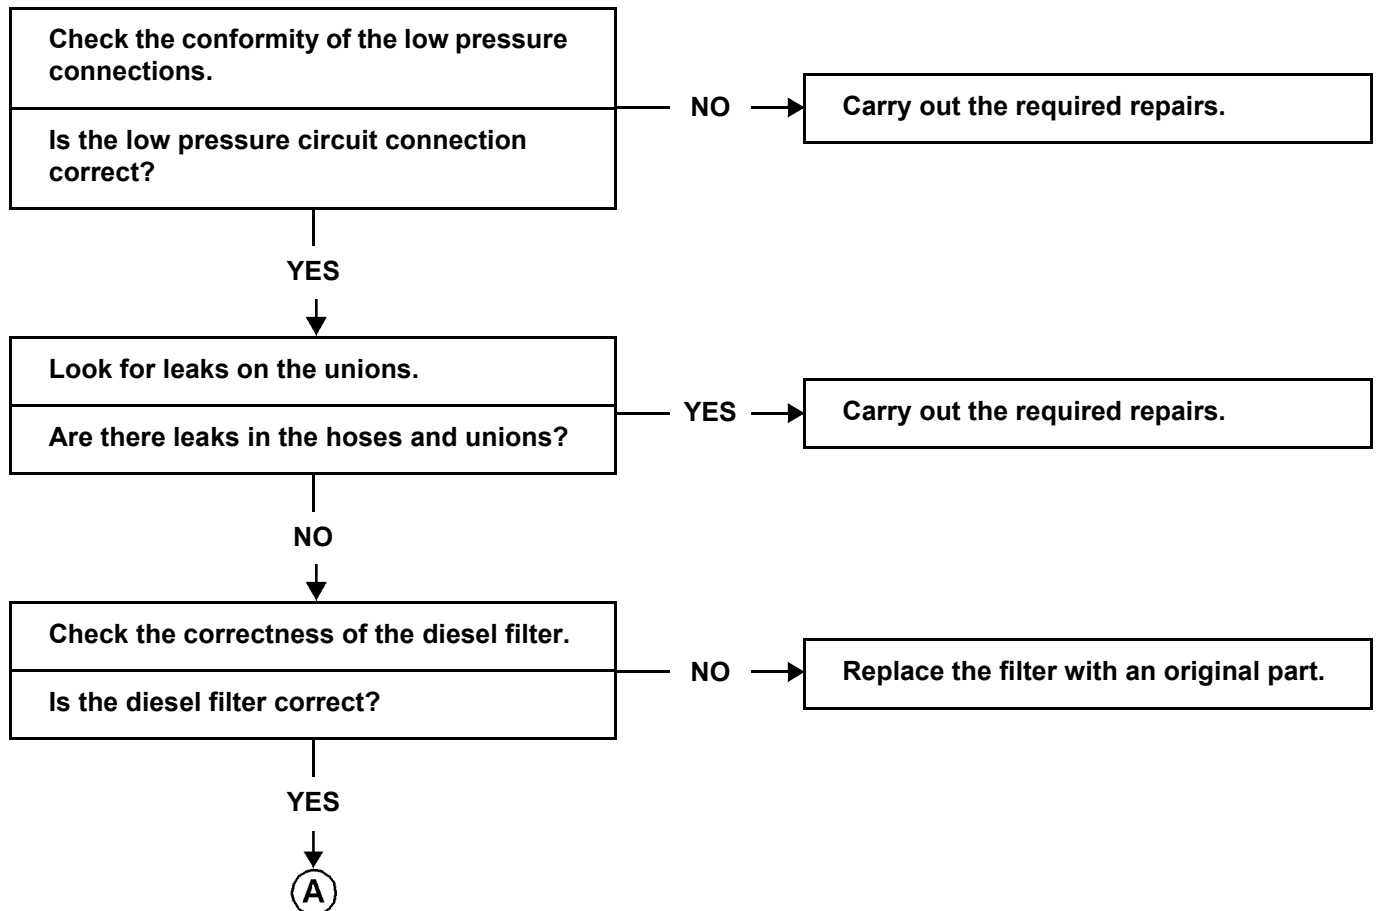 Check the conformity of the low pressure
connections.
Is the low pressure circuit connection
correct?
NO
Carry out the required repairs.
YES
Look for leaks on the unions.
Are there leaks in the hoses and unions?
YES
Carry out the required repairs.
NO
Check the correctness of the diesel filter.
Is the diesel filter correct?
NO
Replace the filter with an original part.
YES
A